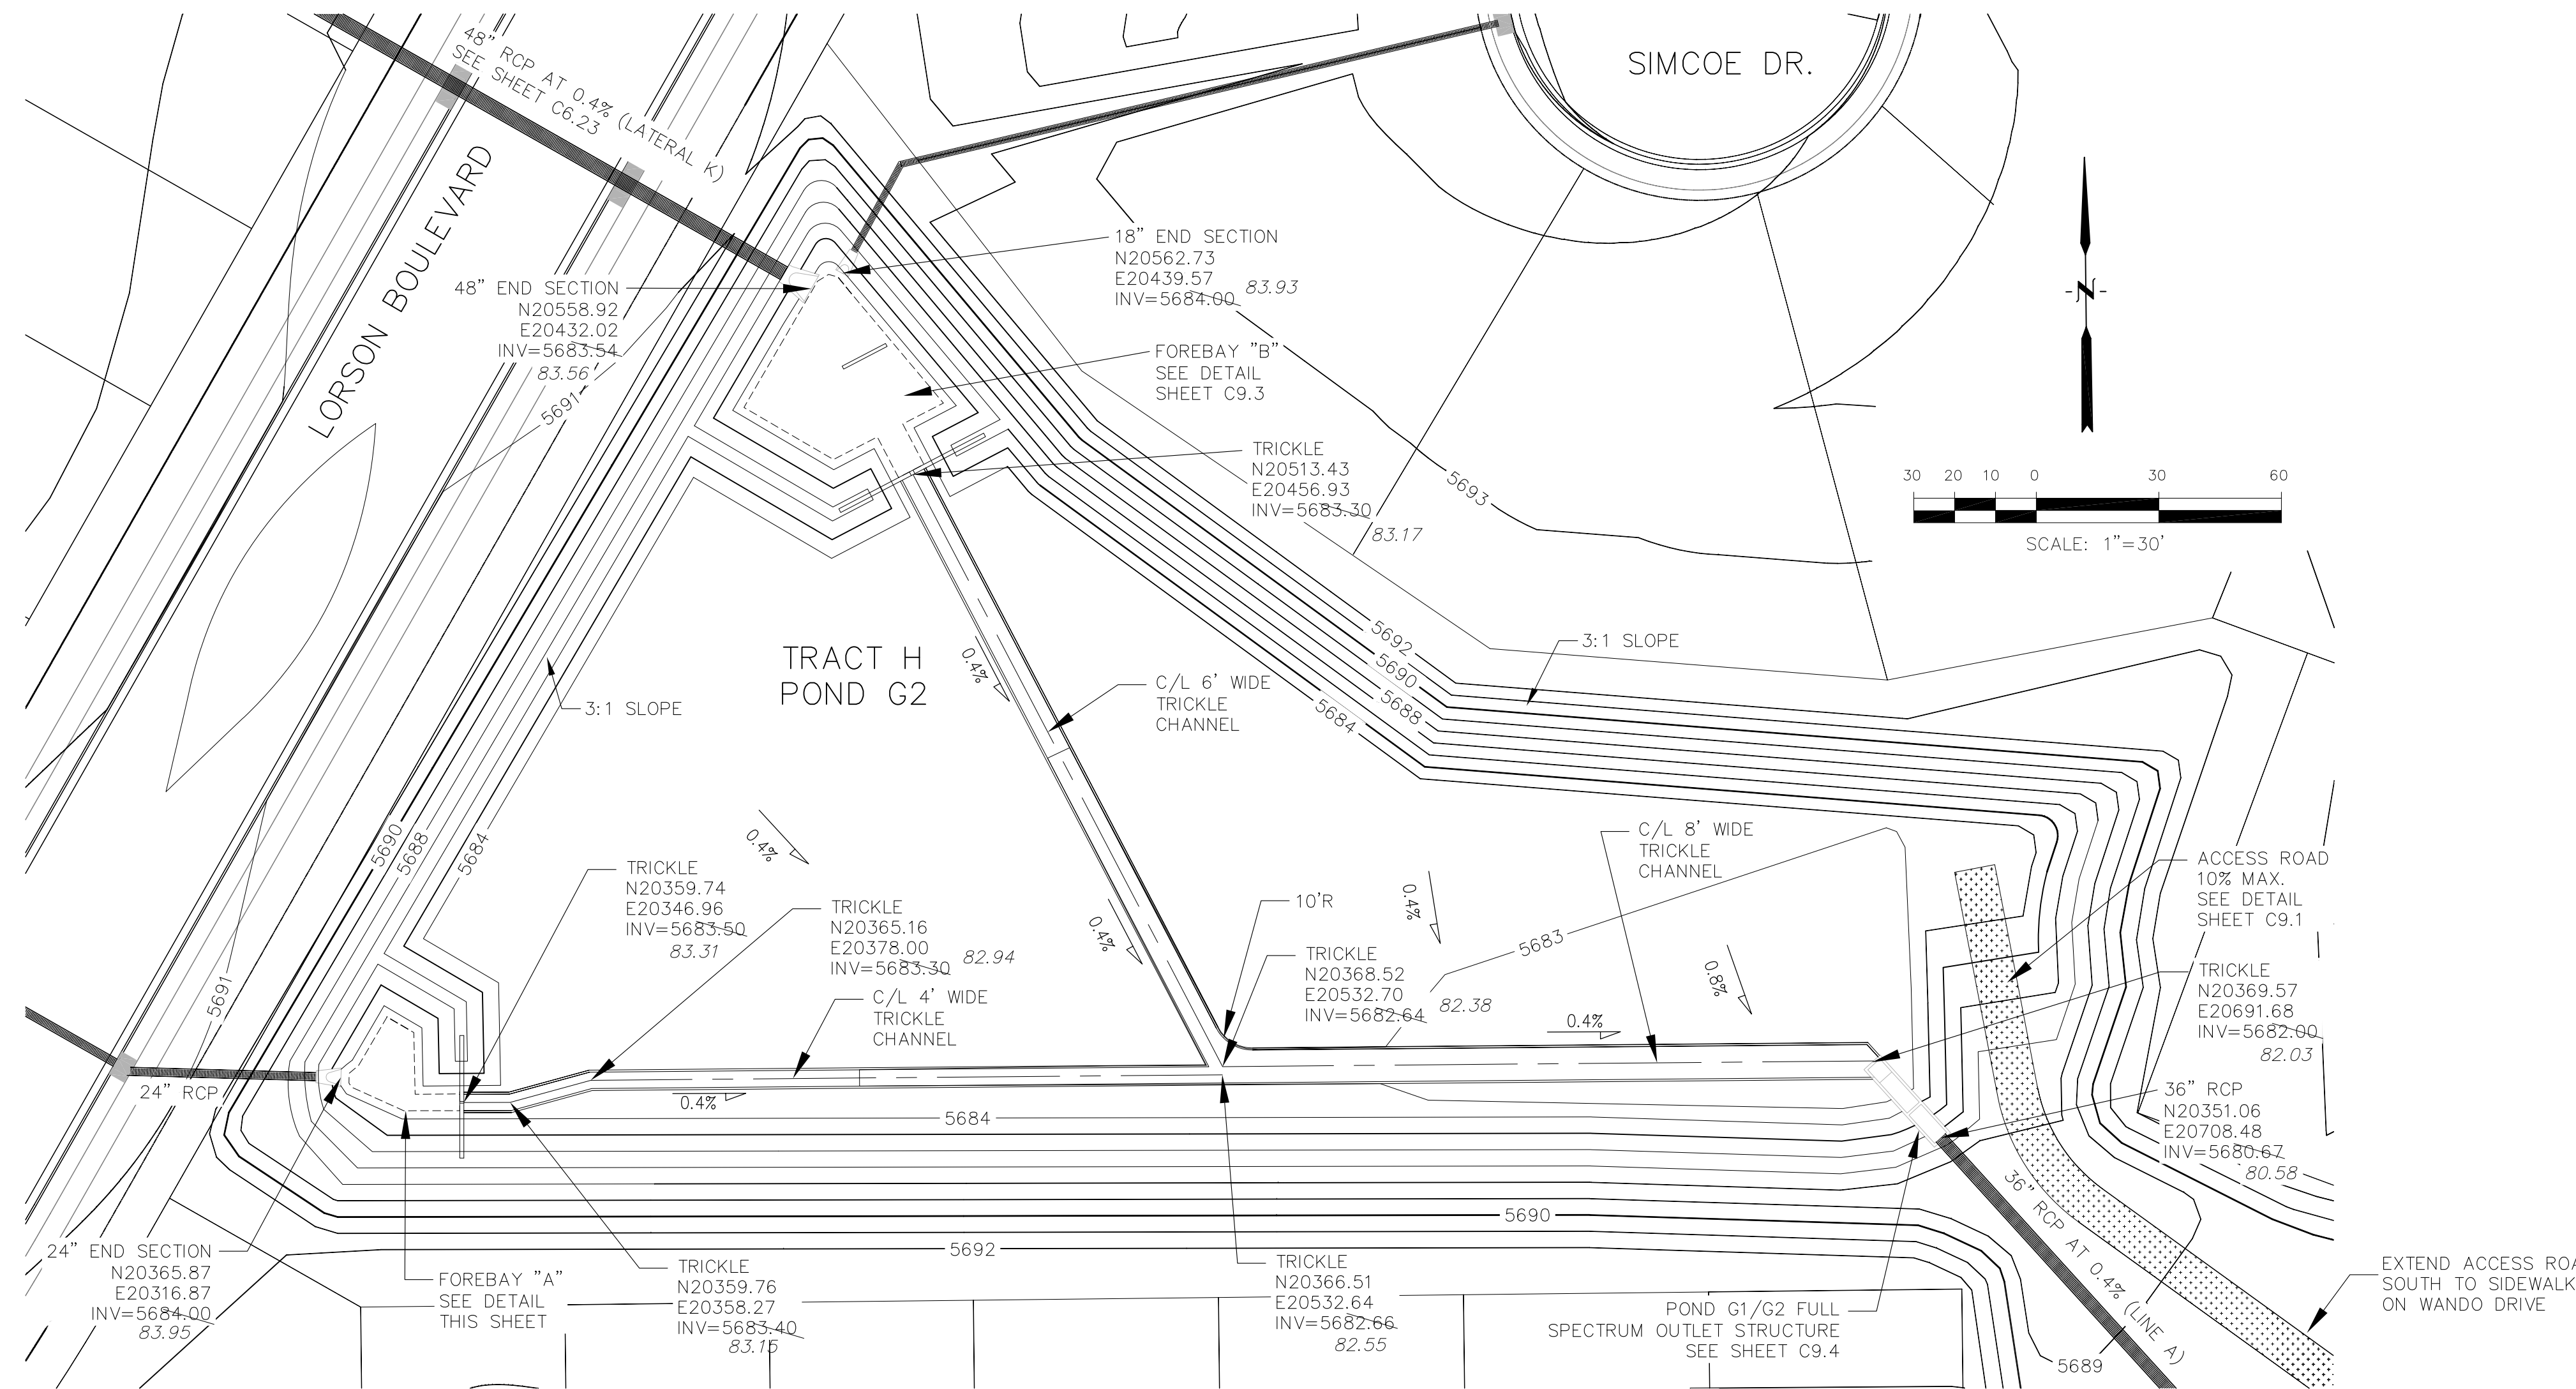 48" RCP AT 0.4% (LATERAL K)
SEE SHEET C6.23
SIMCOE DR.
LORSON BOULEVARD
18" END SECTION
N20562.73
E20439.57
INV=5684.00
83.93
48" END SECTION
N20558.92
E20432.02
INV=5683.54
83.56
5691
FOREBAY "B"
SEE DETAIL
SHEET C9.3
TRICKLE
N20513.43
E20456.93
INV=5683.30
83.17
5693
-N-
30 20 10 0 30 60
SCALE: 1"=30'
TRACT H
POND G2
3:1 SLOPE
0.4%
C/L 6' WIDE
TRICKLE
CHANNEL
5692
5690
5688
5684
3:1 SLOPE
5690
5688
5684
0.4%
TRICKLE
N20359.74
E20346.96
INV=5683.50
83.31
TRICKLE
N20365.16
E20378.00
INV=5683.30
82.94
C/L 4' WIDE
TRICKLE
CHANNEL
0.4%
10'R
0.4%
C/L 8' WIDE
TRICKLE
CHANNEL
5683
0.8%
TRICKLE
N20368.52
E20532.70
INV=5682.64
82.38
0.4%
ACCESS ROAD
10% MAX.
SEE DETAIL
SHEET C9.1
TRICKLE
N20369.57
E20691.68
INV=5682.00
82.03
36" RCP
N20351.06
E20708.48
INV=5680.67
80.58
5691
24" RCP
0.4%
5684
5690
5692
36" RCP AT 0.4% (LINE A)
24" END SECTION
N20365.87
E20316.87
INV=5684.00
83.95
FOREBAY "A"
SEE DETAIL
THIS SHEET
TRICKLE
N20359.76
E20358.27
INV=5683.40
83.15
TRICKLE
N20366.51
E20532.64
INV=5682.66
82.55
POND G1/G2 FULL
SPECTRUM OUTLET STRUCTURE
SEE SHEET C9.4
5689
EXTEND ACCESS ROA
SOUTH TO SIDEWALK
ON WANDO DRIVE